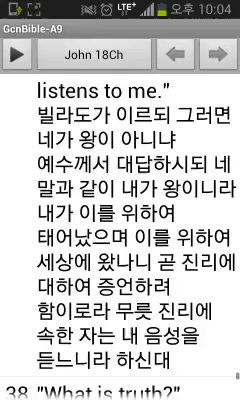 LTE 오후 10:04
GcnBible-A9
John 18Ch
listens to me."
빌라도가 이르되 그러면
네가 왕이 아니냐
예수께서 대답하시되 네
말과 같이 내가 왕이니라
내가 이를 위하여
태어났으며 이를 위하여
세상에 왔나니 곧 진리에
대하여 증언하려
함이로라 무릇 진리에
속한 자는 내 음성을
듣느니라 하신대
38 "What is truth?"